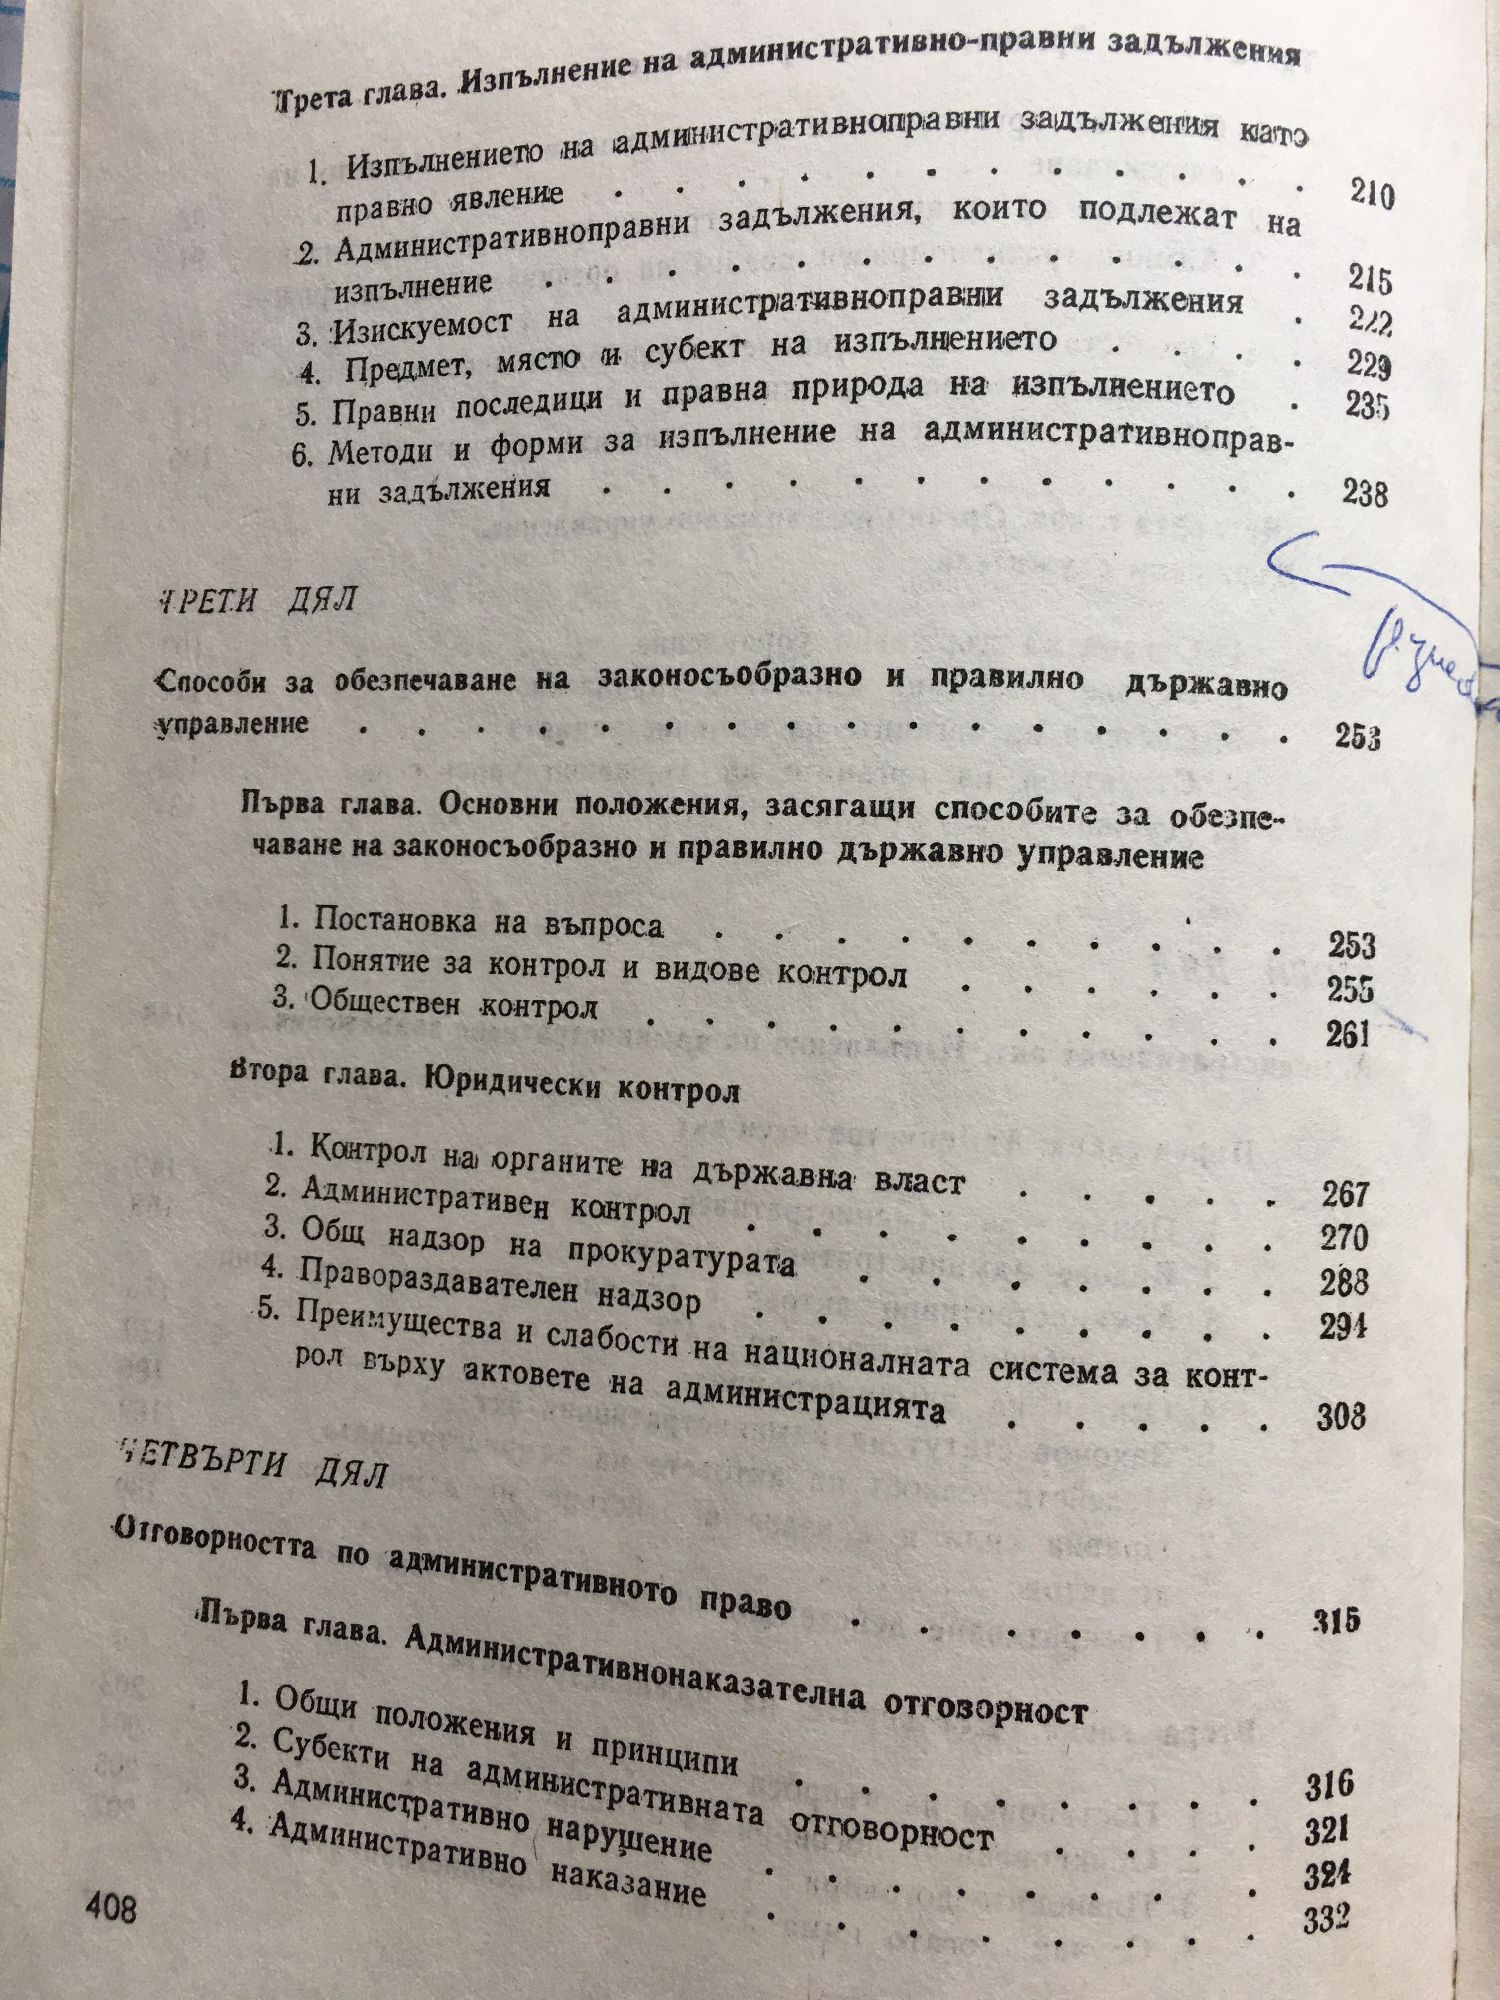 Трета глава. Изпълнение на административно-правни задължения
1. Изпълнението на административноправни задължения като
правно явление . . . . . . . . . . . . 210
2. Административноправни задължения, които подлежат на
изпълнение . . . . . . . . . . . . . 215
3. Изискуемост на административноправни задължения . 222
4. Предмет, място и субект на изпълнението . . . . 229
5. Правни последици и правна природа на изпълнението . 235
6. Методи и форми за изпълнение на административноправ-
ни задължения . . . . . . . . . . . . 238
ТРЕТИ ДЯЛ
Способи за обезпечаване на законосъобразно и правилно държавно
управление . . . . . . . . . . . . . . . . 253
Първа глава. Основни положения, засягащи способите за обезпе-
чаване на законосъобразно и правилно държавно управление
1. Постановка на въпроса . . . . . . . . . . 253
2. Понятие за контрол и видове контрол . . . . . . 255
3. Обществен контрол . . . . . . . . . . . 261
Втора глава. Юридически контрол
1. Контрол на органите на държавна власт . . . . . 267
2. Административен контрол . . . . . . . . . 270
3. Общ надзор на прокуратурата . . . . . . . 288
4. Правораздавателен надзор . . . . . . . . . 294
5. Преимущества и слабости на националната система за конт-
рол върху актовете на администрацията . . . . . 308
ЧЕТВЪРТИ ДЯЛ
Отговорността по административното право . . . . . . . 315
Първа глава. Административнонаказателна отговорност
1. Общи положения и принципи . . . . . . . . 316
2. Субекти на административната отговорност . . . . 321
3. Административно нарушение . . . . . . . . 324
4. Административно наказание . . . . . . . . 332
408